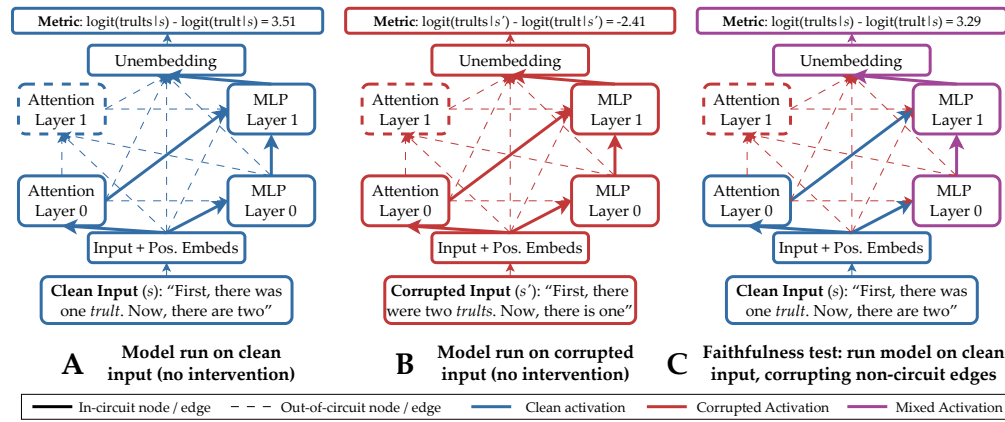 Metric: logit(trults|s) - logit(trult|s) = 3.51
Unembedding
Attention
Layer 1
MLP
Layer 1
Attention
Layer 0
MLP
Layer 0
Input + Pos. Embeds
Clean Input (s): “First, there was
one trult. Now, there are two”
A Model run on clean
input (no intervention)
Metric: logit(trults|s′) - logit(trult|s′) = -2.41
Unembedding
Attention
Layer 1
MLP
Layer 1
Attention
Layer 0
MLP
Layer 0
Input + Pos. Embeds
Corrupted Input (s′): “First, there
were two trults. Now, there is one”
B Model run on corrupted
input (no intervention)
Metric: logit(trults|s) - logit(trult|s) = 3.29
Unembedding
Attention
Layer 1
MLP
Layer 1
Attention
Layer 0
MLP
Layer 0
Input + Pos. Embeds
Clean Input (s): “First, there was
one trult. Now, there are two”
C Faithfulness test: run model on clean
input, corrupting non-circuit edges
In-circuit node / edge
Out-of-circuit node / edge
Clean activation
Corrupted Activation
Mixed Activation